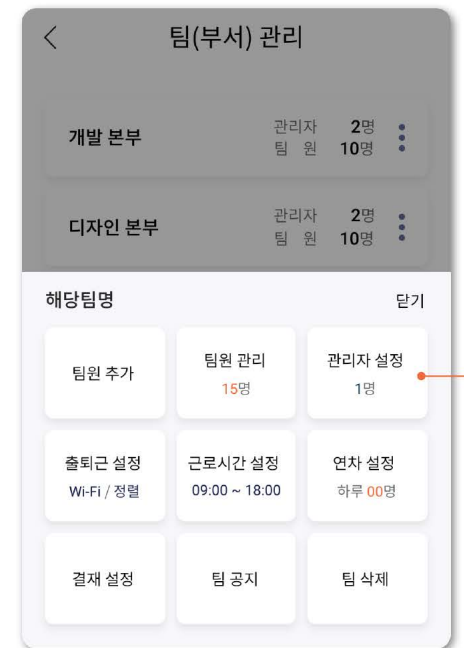 팀(부서) 관리
개발 본부
관리자 2명
팀 원 10명
디자인 본부
관리자 2명
팀 원 10명
해당팀명 닫기
팀원 추가
팀원 관리
15명
관리자 설정
1명
출퇴근 설정
Wi-Fi / 정렬
근로시간 설정
09:00 ~ 18:00
연차 설정
하루 00명
결재 설정
팀 공지
팀 삭제